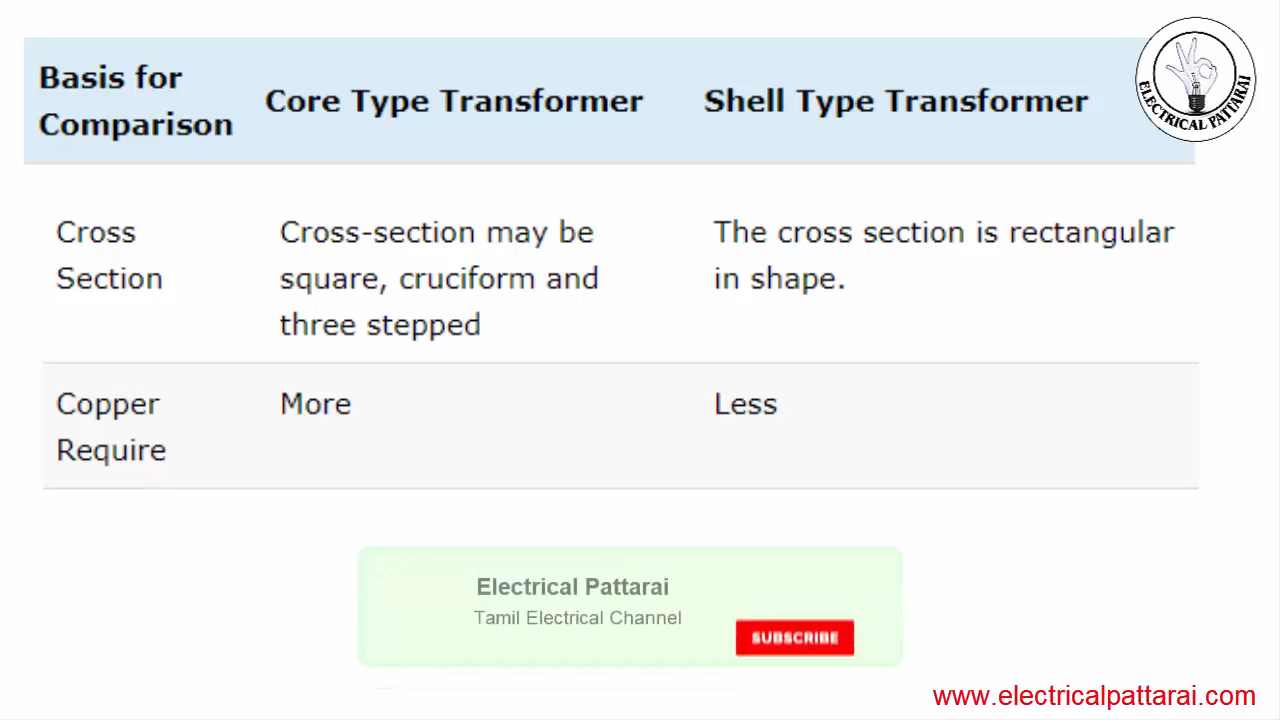 Basis for
Comparison
Core Type Transformer
Shell Type Transformer
ELECTRICAL PATTARAI
Cross
Section
Cross-section may be
square, cruciform and
three stepped
The cross section is rectangular
in shape.
Copper
Require
More
Less
Electrical Pattarai
Tamil Electrical Channel
SUBSCRIBE
www.electricalpattarai.com